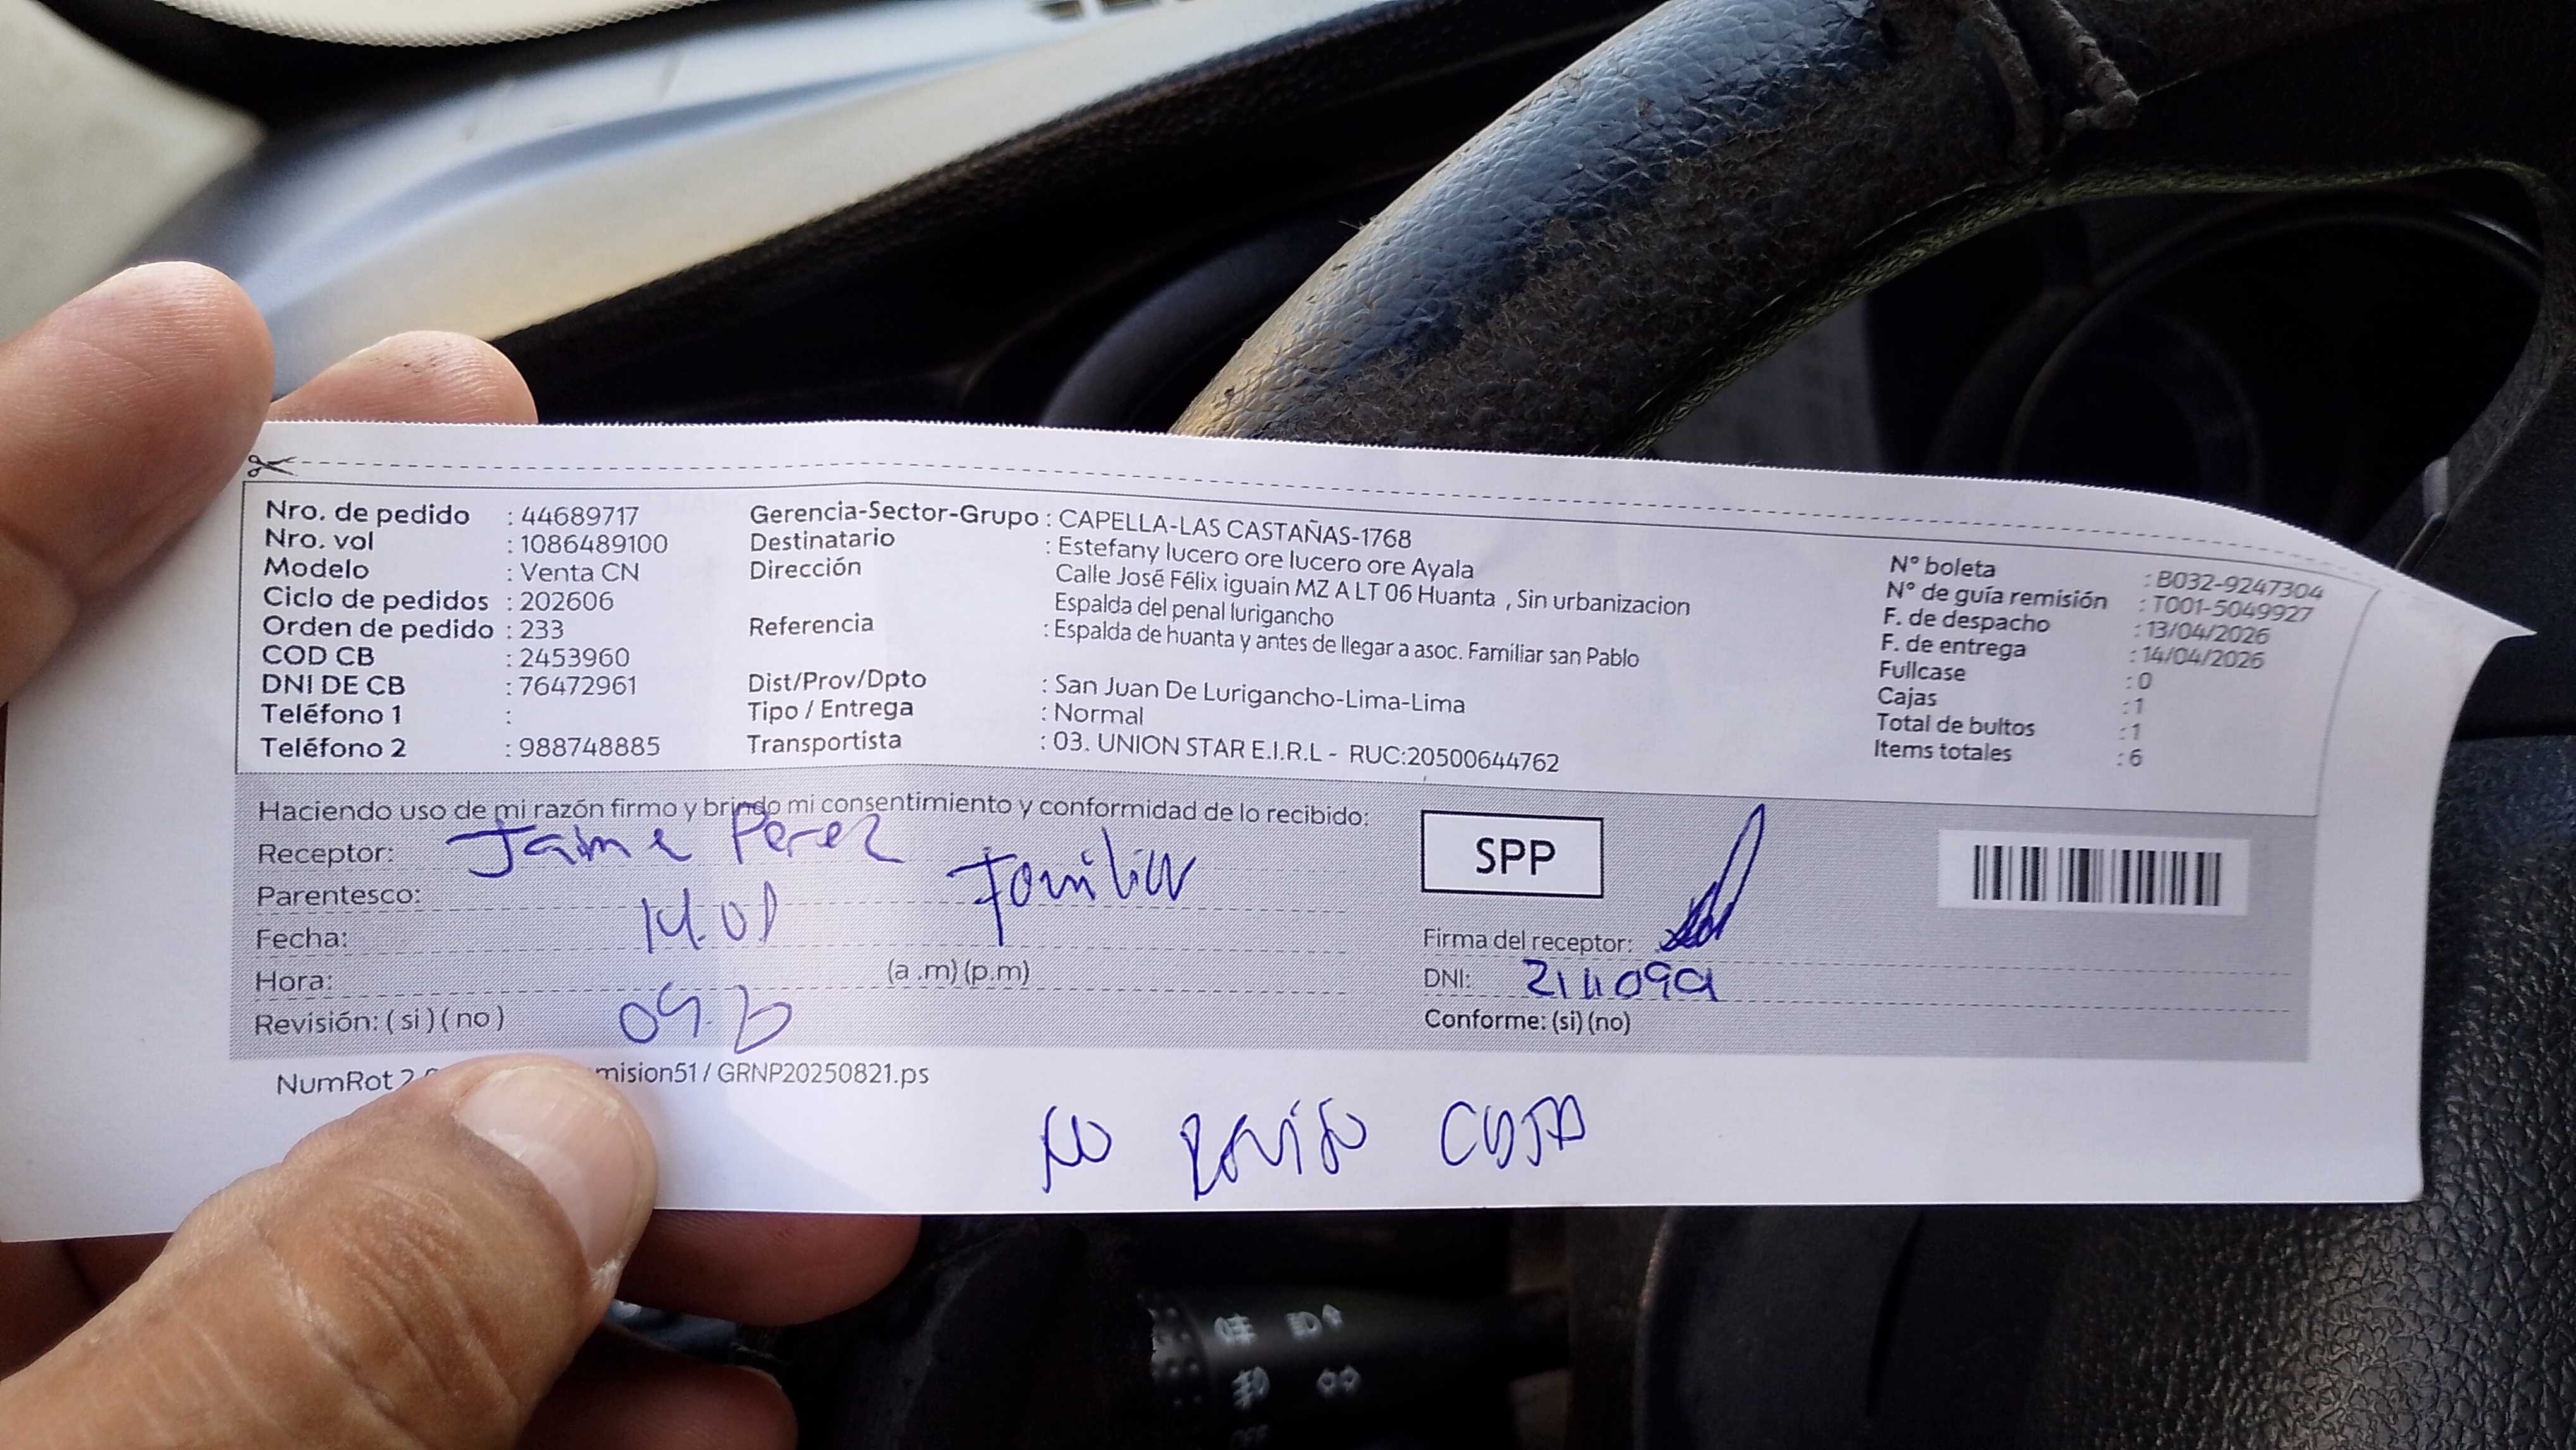 Nro. de pedido : 44689717
Nro. vol : 1086489100
Modelo : Venta CN
Ciclo de pedidos : 202606
Orden de pedido : 233
COD CB : 2453960
DNI DE CB : 76472961
Teléfono 1 :
Teléfono 2 : 988748885
Gerencia-Sector-Grupo : CAPELLA-LAS CASTAÑAS-1768
Destinatario : Estefany lucero ore lucero ore Ayala
Dirección Calle José Félix iguain MZ A LT 06 Huanta , Sin urbanizacion
Espalda del penal lurigancho
Referencia : Espalda de huanta y antes de llegar a asoc. Familiar san Pablo
Dist/Prov/Dpto : San Juan De Lurigancho-Lima-Lima
Tipo / Entrega : Normal
Transportista : 03. UNION STAR E.I.R.L - RUC:20500644762
N° boleta : B032-9247304
N° de guía remisión : T001-5049927
F. de despacho : 13/04/2026
F. de entrega : 14/04/2026
Fullcase : 0
Cajas : 1
Total de bultos : 1
Items totales : 6
Haciendo uso de mi razón firmo y brindo mi consentimiento y conformidad de lo recibido:
Receptor: Jaime Perez
Parentesco: Familiar
Fecha:
Hora: (a .m) (p.m)
Revisión: ( si ) ( no )
SPP
Firma del receptor:
DNI:
Conforme: (si) (no)
NumRot mision51 / GRNP20250821.ps
No Reviso CAJA